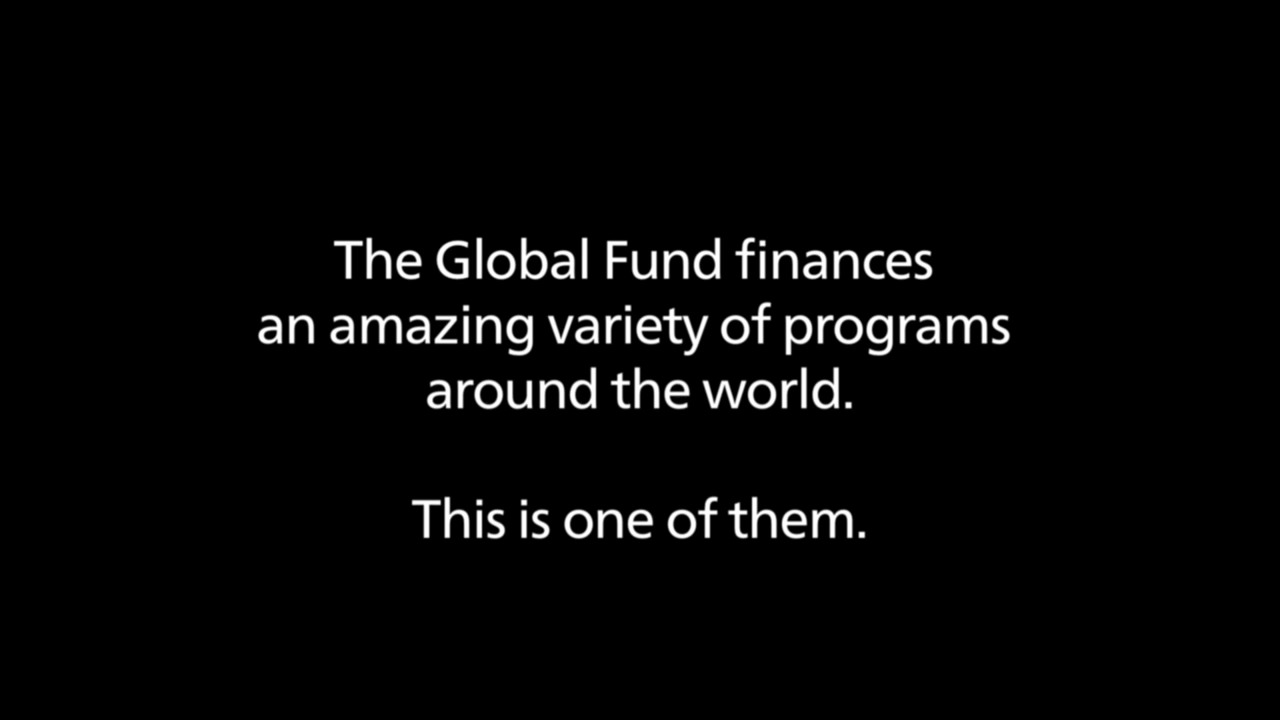 The Global Fund finances
an amazing variety of programs
around the world.
This is one of them.